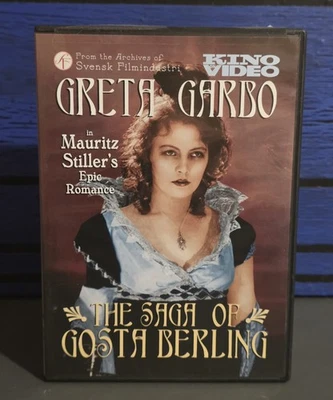 From the Archives of
Svensk Filmindustri
KINO
VIDEO
GRETA GARBO
in
Mauritz
Stiller's
Epic
Romance
THE SAGA OF
GOSTA BERLING